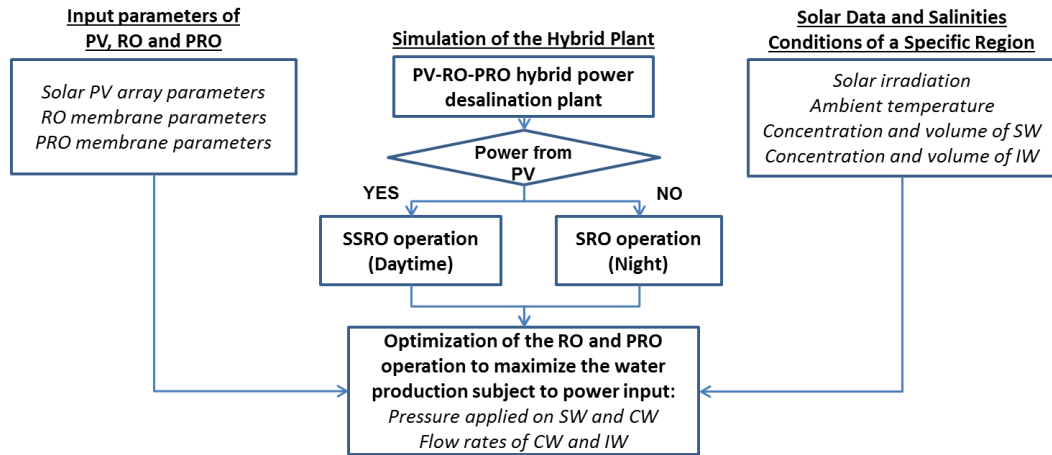 Input parameters of
PV, RO and PRO
Solar PV array parameters
RO membrane parameters
PRO membrane parameters
Simulation of the Hybrid Plant
PV-RO-PRO hybrid power
desalination plant
Power from
PV
YES
NO
SSRO operation
(Daytime)
SRO operation
(Night)
Optimization of the RO and PRO
operation to maximize the water
production subject to power input:
Pressure applied on SW and CW
Flow rates of CW and IW
Solar Data and Salinities
Conditions of a Specific Region
Solar irradiation
Ambient temperature
Concentration and volume of SW
Concentration and volume of IW